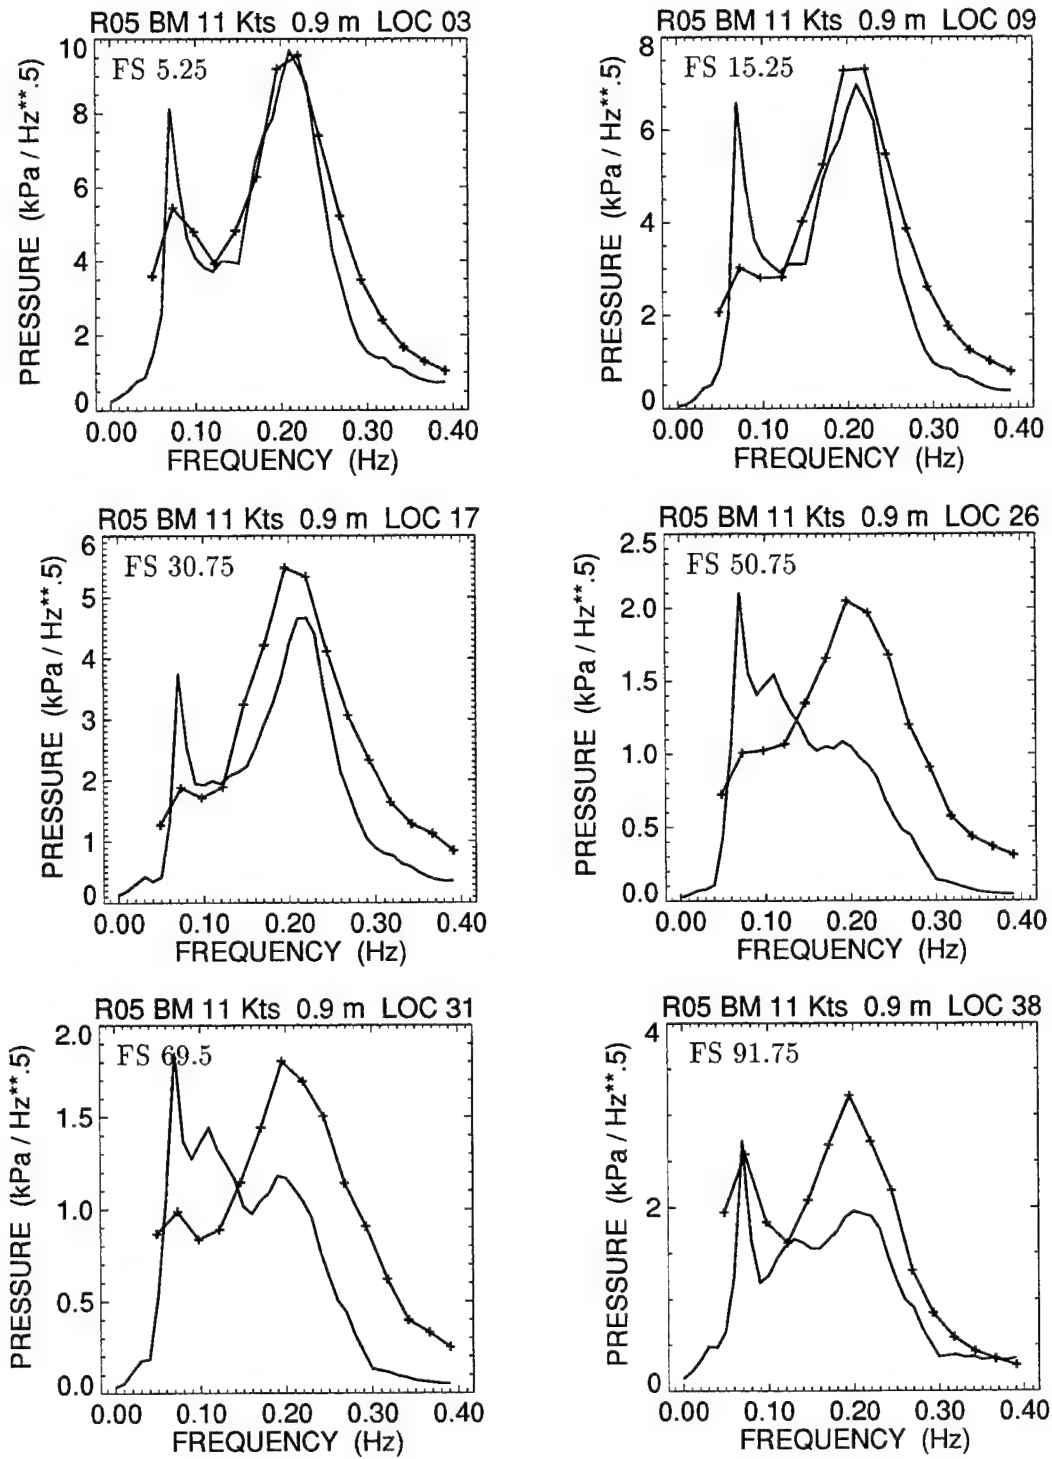 R05 BM 11 Kts 0.9 m LOC 03
FS 5.25
PRESSURE (kPa / Hz**.5)
10
8
6
4
2
0
0.00 0.10 0.20 0.30 0.40
FREQUENCY (Hz)
R05 BM 11 Kts 0.9 m LOC 09
FS 15.25
PRESSURE (kPa / Hz**.5)
8
6
4
2
0
0.00 0.10 0.20 0.30 0.40
FREQUENCY (Hz)
R05 BM 11 Kts 0.9 m LOC 17
FS 30.75
PRESSURE (kPa / Hz**.5)
6
5
4
3
2
1
0
0.00 0.10 0.20 0.30 0.40
FREQUENCY (Hz)
R05 BM 11 Kts 0.9 m LOC 26
FS 50.75
PRESSURE (kPa / Hz**.5)
2.5
2.0
1.5
1.0
0.5
0.0
0.00 0.10 0.20 0.30 0.40
FREQUENCY (Hz)
R05 BM 11 Kts 0.9 m LOC 31
FS 69.5
PRESSURE (kPa / Hz**.5)
2.0
1.5
1.0
0.5
0.0
0.00 0.10 0.20 0.30 0.40
FREQUENCY (Hz)
R05 BM 11 Kts 0.9 m LOC 38
FS 91.75
PRESSURE (kPa / Hz**.5)
4
2
0
0.00 0.10 0.20 0.30 0.40
FREQUENCY (Hz)